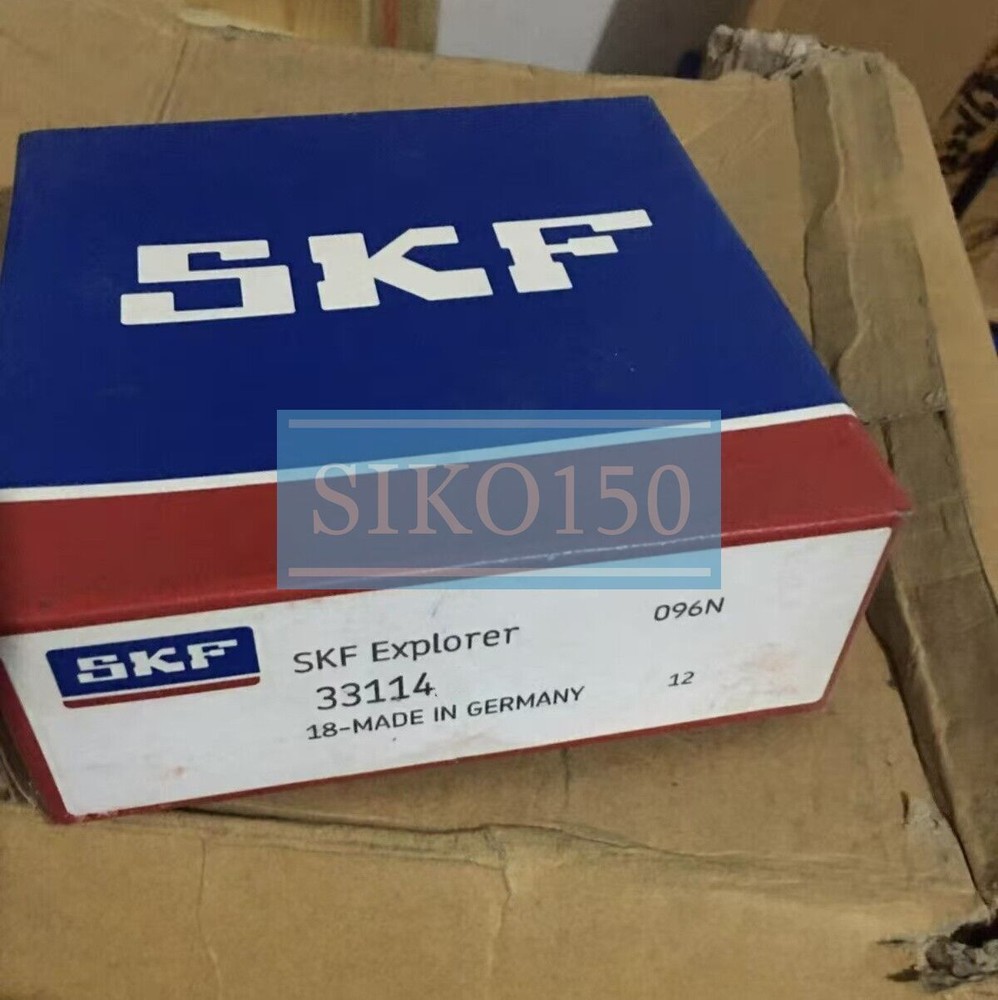 SKF
SIKO150
SKF
SKF Explorer
096N
33114
12
18-MADE IN GERMANY